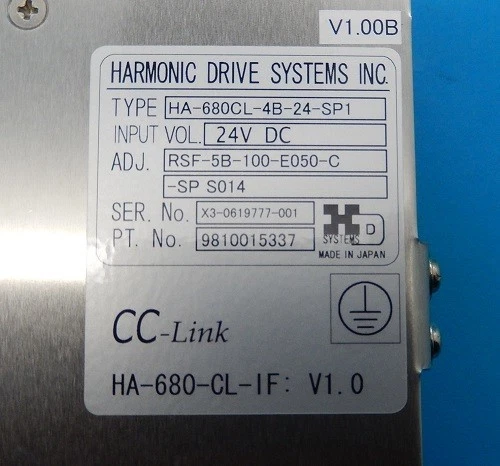 V1.00B
HARMONIC DRIVE SYSTEMS INC.
TYPE HA-680CL-4B-24-SP1
INPUT VOL. 24V DC
ADJ. RSF-5B-100-E050-C
-SP S014
SER. No. X3-0619777-001
PT. No. 9810015337
H D
SYSTEMS
MADE IN JAPAN
CC-Link
HA-680-CL-IF: V1.0